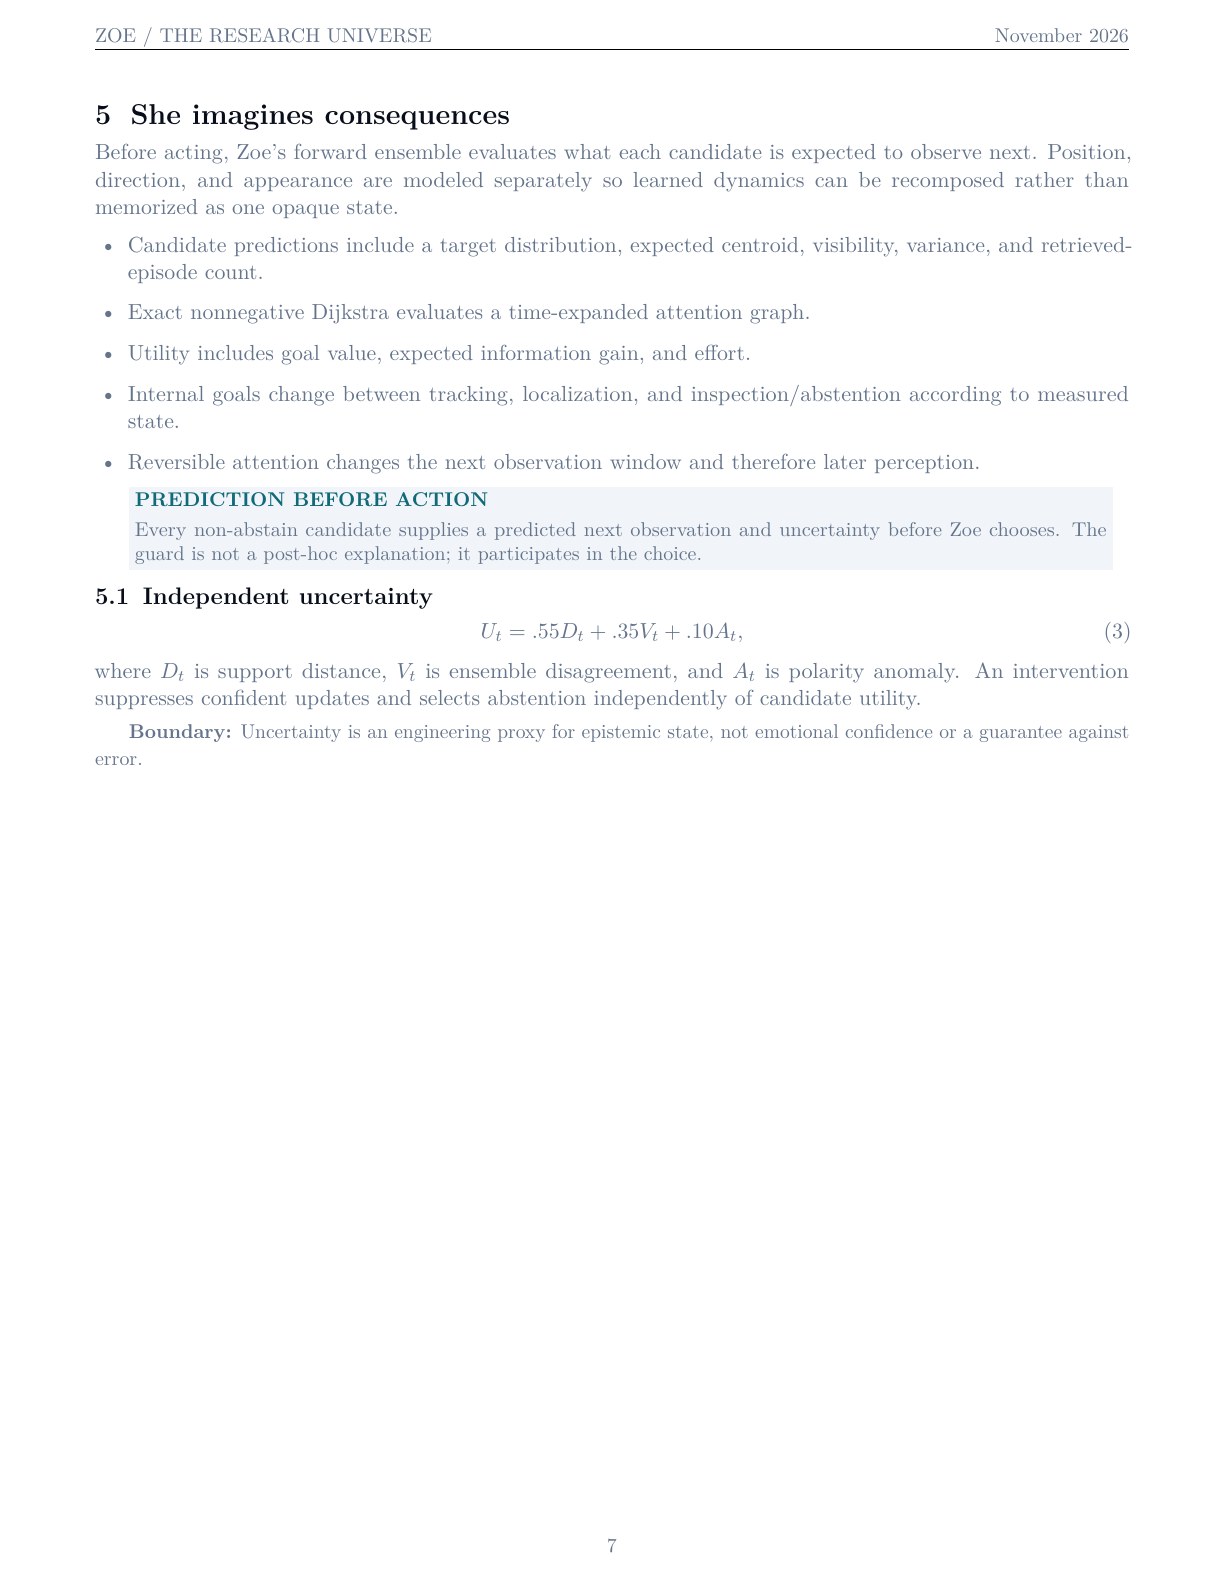 ZOE / THE RESEARCH UNIVERSE November 2026
5 She imagines consequences
Before acting, Zoe's forward ensemble evaluates what each candidate is expected to observe next. Position,
direction, and appearance are modeled separately so learned dynamics can be recomposed rather than
memorized as one opaque state.
• Candidate predictions include a target distribution, expected centroid, visibility, variance, and retrieved-
episode count.
• Exact nonnegative Dijkstra evaluates a time-expanded attention graph.
• Utility includes goal value, expected information gain, and effort.
• Internal goals change between tracking, localization, and inspection/abstention according to measured
state.
• Reversible attention changes the next observation window and therefore later perception.
PREDICTION BEFORE ACTION
Every non-abstain candidate supplies a predicted next observation and uncertainty before Zoe chooses. The
guard is not a post-hoc explanation; it participates in the choice.
5.1 Independent uncertainty
U_t = .55D_t + .35V_t + .10A_t, (3)
where D_t is support distance, V_t is ensemble disagreement, and A_t is polarity anomaly. An intervention
suppresses confident updates and selects abstention independently of candidate utility.
Boundary: Uncertainty is an engineering proxy for epistemic state, not emotional confidence or a guarantee against
error.
7